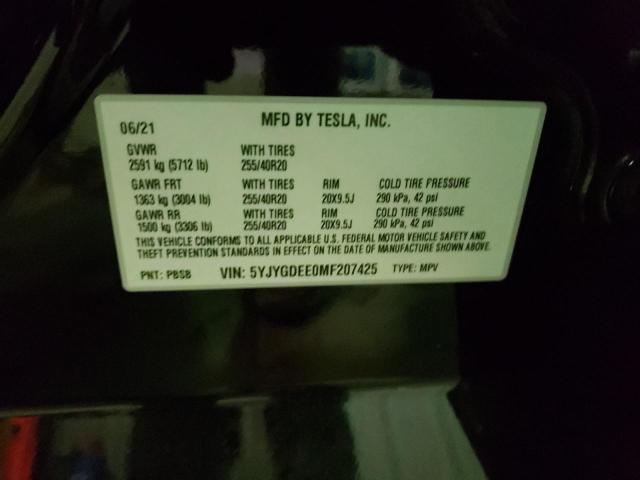 MFD BY TESLA, INC.
06/21
GVWR WITH TIRES
2591 kg (5712 lb) 255/40R20
GAWR FRT WITH TIRES RIM COLD TIRE PRESSURE
1363 kg (3004 lb) 255/40R20 20X9.5J 290 kPa, 42 psi
GAWR RR WITH TIRES RIM COLD TIRE PRESSURE
1500 kg (3306 lb) 255/40R20 20X9.5J 290 kPa, 42 psi
THIS VEHICLE CONFORMS TO ALL APPLICABLE U.S. FEDERAL MOTOR VEHICLE SAFETY AND
THEFT PREVENTION STANDARDS IN EFFECT ON THE DATE OF MANUFACTURE SHOWN ABOVE.
PNT: PBSB VIN: 5YJYGDEE0MF207425 TYPE: MPV